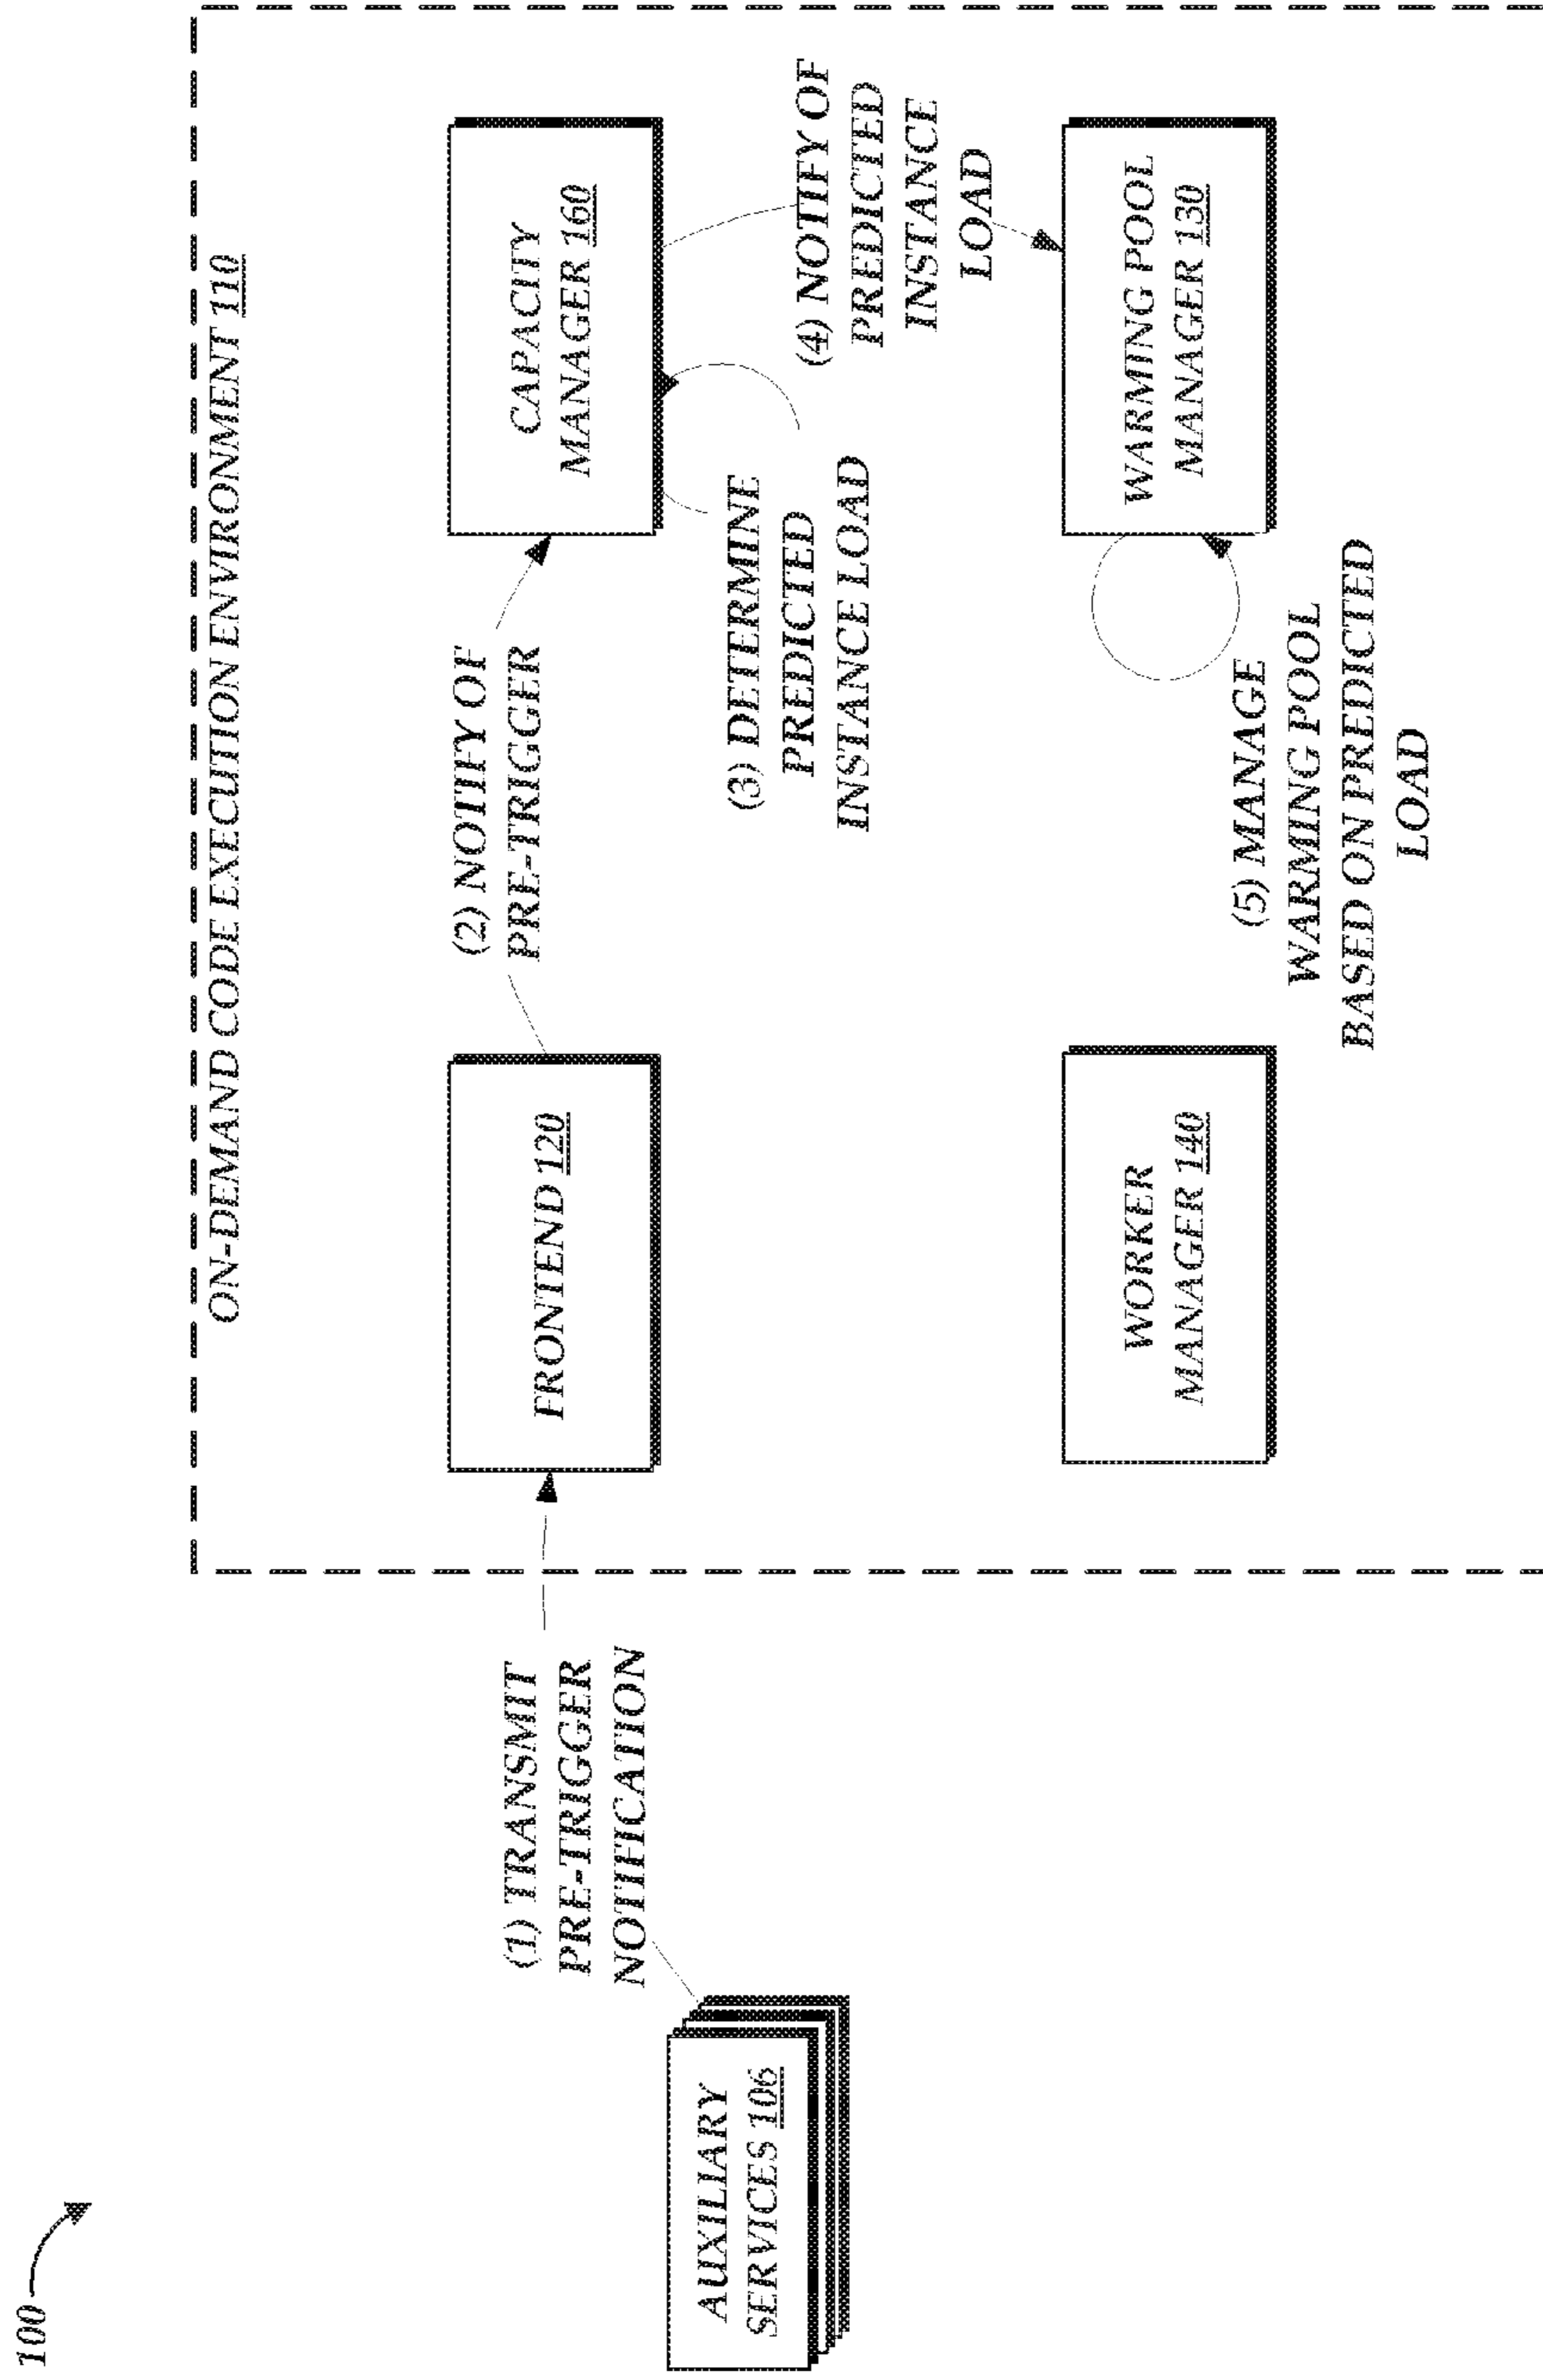 100
ON-DEMAND CODE EXECUTION ENVIRONMENT 110
AUXILIARY
SERVICES 106
(1) TRANSMIT
PRE-TRIGGER
NOTIFICATION
FRONTEND 120
(2) NOTIFY OF
PRE-TRIGGER
CAPACITY
MANAGER 160
(3) DETERMINE
PREDICTED
INSTANCE LOAD
(4) NOTIFY OF
PREDICTED
INSTANCE
LOAD
WORKER
MANAGER 140
WARMING POOL
MANAGER 130
(5) MANAGE
WARMING POOL
BASED ON PREDICTED
LOAD